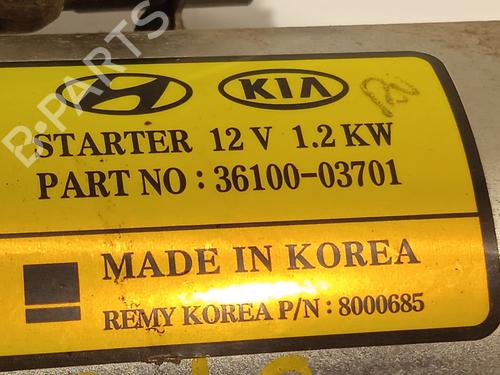 B-PARTS
KIA
STARTER 12 V 1.2 KW
PART NO : 36100-03701
MADE IN KOREA
REMY KOREA P/N : 8000685